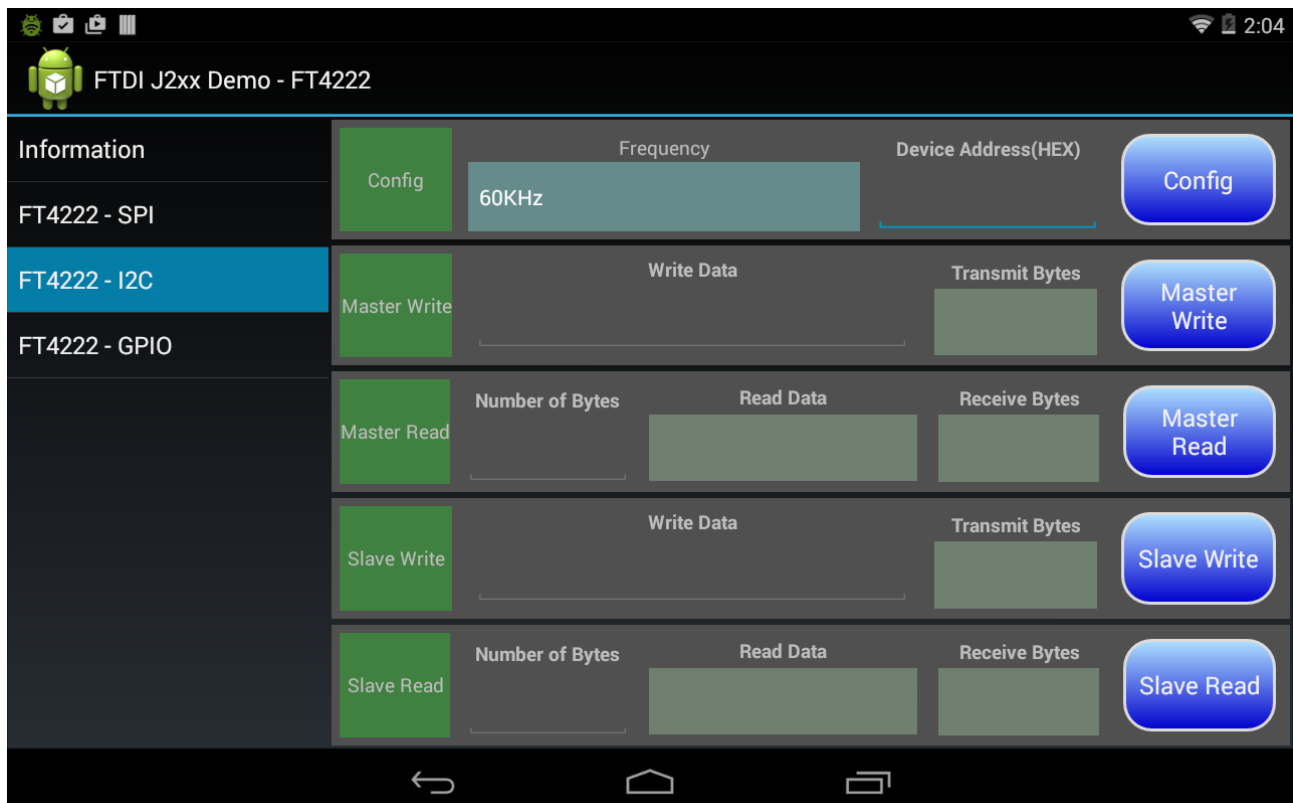 2:04
FTDI J2xx Demo - FT4222
Information
FT4222 - SPI
FT4222 - I2C
FT4222 - GPIO
Config
Frequency
60KHz
Device Address(HEX)
Config
Master Write
Write Data
Transmit Bytes
Master
Write
Master Read
Number of Bytes
Read Data
Receive Bytes
Master
Read
Slave Write
Write Data
Transmit Bytes
Slave Write
Slave Read
Number of Bytes
Read Data
Receive Bytes
Slave Read